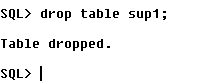 SQL> drop table sup1;
Table dropped.
SQL>